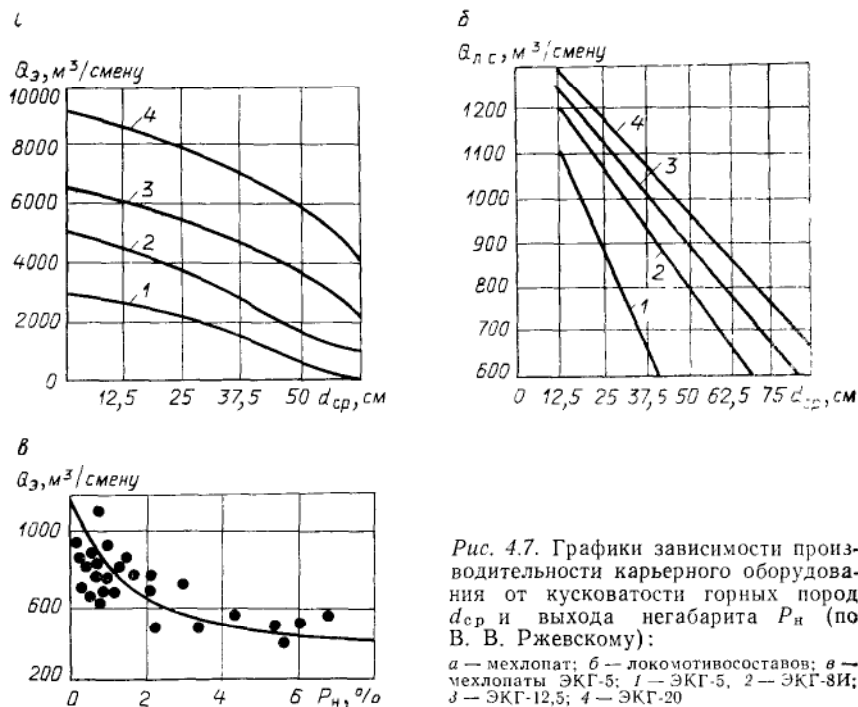 б
Qэ, м³/смену
10000
8000
6000
4000
2000
0
4
3
2
1
12,5 25 37,5 50 dср, см
Qлс, м³/смену
1200
1100
1000
900
800
700
600
4
3
2
1
0 12,5 25 37,5 50 62,5 75 dср, см
в
Qэ, м³/смену
1000
600
200
0 2 Pн, % 4 6
Рис. 4.7. Графики зависимости произ-
водительности карьерного оборудова-
ния от кусковатости горных пород
dср и выхода негабарита Pн (по
В. В. Ржевскому):
а — мехлопат; б — локомотивосоставов; в —
мехлопаты ЭКГ-5; 1 — ЭКГ-5, 2 — ЭКГ-8И;
3 — ЭКГ-12,5; 4 — ЭКГ-20